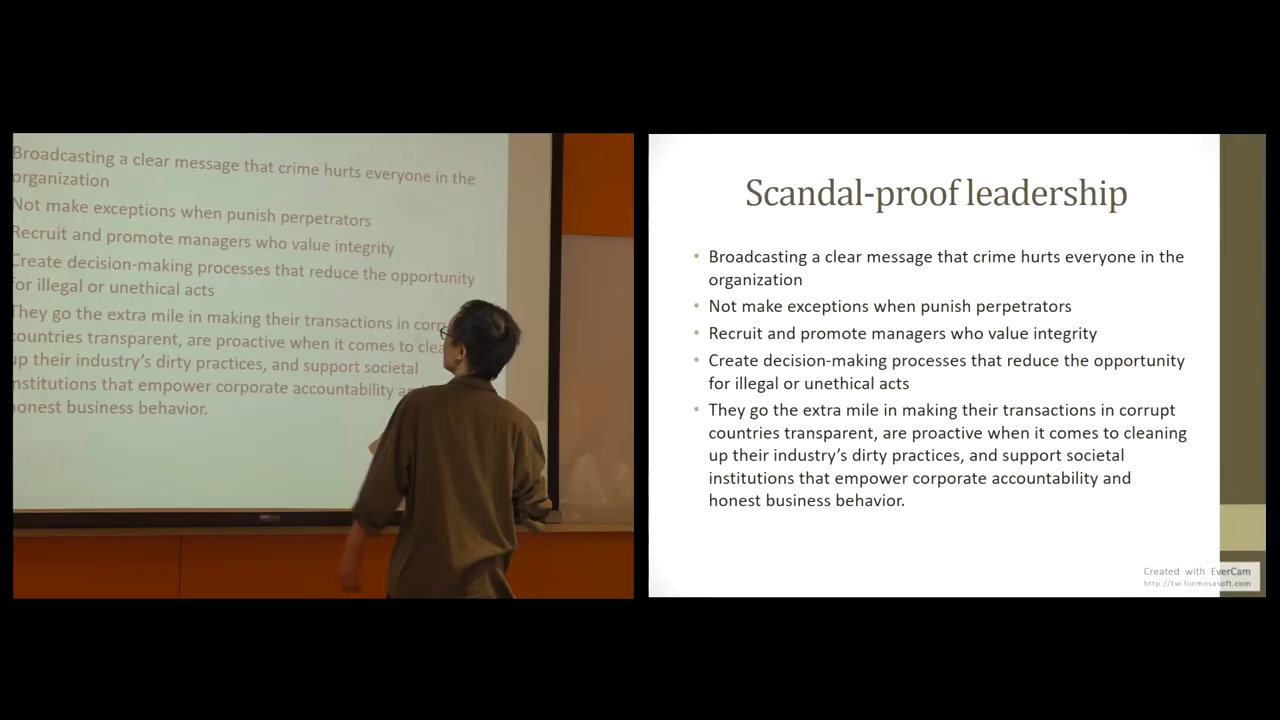 Broadcasting a clear message that crime hurts everyone in the
organization
Not make exceptions when punish perpetrators
Recruit and promote managers who value integrity
Create decision-making processes that reduce the opportunity
for illegal or unethical acts
They go the extra mile in making their transactions in corr
countries transparent, are proactive when it comes to clea
up their industry's dirty practices, and support societal
institutions that empower corporate accountability a
honest business behavior.
Scandal-proof leadership
• Broadcasting a clear message that crime hurts everyone in the
organization
• Not make exceptions when punish perpetrators
• Recruit and promote managers who value integrity
• Create decision-making processes that reduce the opportunity
for illegal or unethical acts
• They go the extra mile in making their transactions in corrupt
countries transparent, are proactive when it comes to cleaning
up their industry's dirty practices, and support societal
institutions that empower corporate accountability and
honest business behavior.
Created with EverCam
http://tw.formosasoft.com